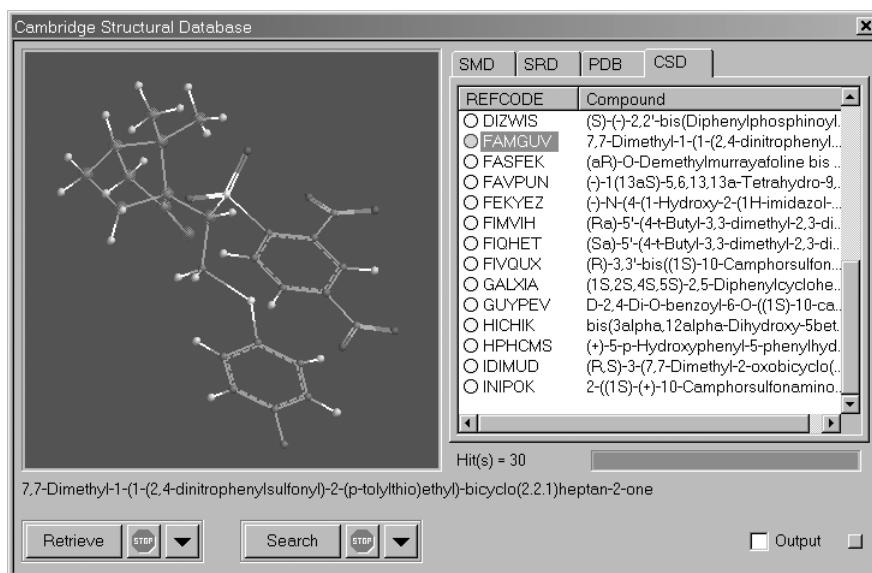 Cambridge Structural Database
SMD SRD PDB CSD
REFCODE Compound
DIZWIS (S)-(-)-2,2'-bis(Diphenylphosphinoyl...
FAMGUV 7,7-Dimethyl-1-(1-(2,4-dinitrophenyl...
FASFEK (aR)-O-Demethylmurrayafoline bis ...
FAVPUN (-)-1(13aS)-5,6,13,13a-Tetrahydro-9,...
FEKYEZ (-)-N-(4-(1-Hydroxy-2-(1H-imidazol-...
FIMVIH (Ra)-5'-(4-t-Butyl-3,3-dimethyl-2,3-di...
FIQHET (Sa)-5'-(4-t-Butyl-3,3-dimethyl-2,3-di...
FIVQUX (R)-3,3'-bis((1S)-10-Camphorsulfon...
GALXIA (1S,2S,4S,5S)-2,5-Diphenylcyclohe...
GUYPEV D-2,4-Di-O-benzoyl-6-O-((1S)-10-ca...
HICHIK bis(3alpha,12alpha-Dihydroxy-5bet...
HPHCMS (+)-5-p-Hydroxyphenyl-5-phenylhyd...
IDIMUD (R,S)-3-(7,7-Dimethyl-2-oxobicyclo(...
INIPOK 2-((1S)-(+)-10-Camphorsulfonamino...
Hit(s) = 30
7,7-Dimethyl-1-(1-(2,4-dinitrophenylsulfonyl)-2-(p-tolylthio)ethyl)-bicyclo(2.2.1)heptan-2-one
Retrieve STOP Search STOP Output